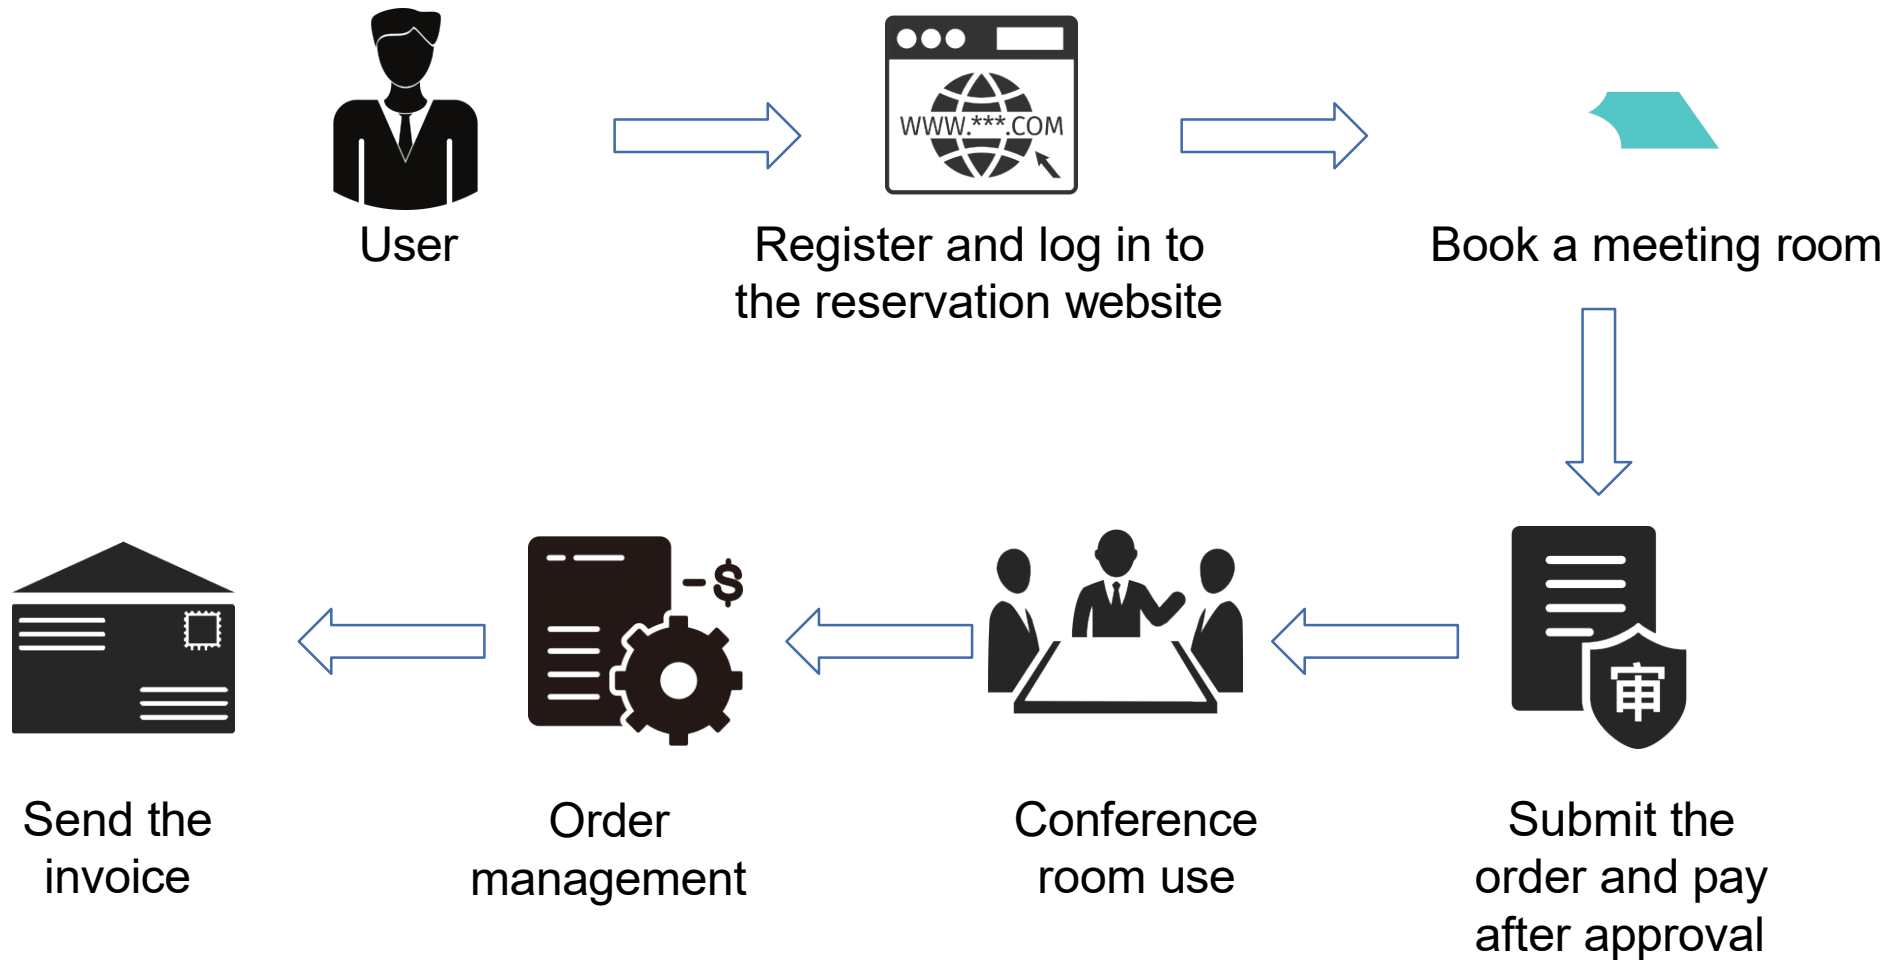 WWW.***.COM
User
Register and log in to
the reservation website
Book a meeting room
-$
审
Send the
invoice
Order
management
Conference
room use
Submit the
order and pay
after approval